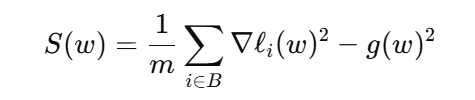 S(w) = \frac{1}{m} \sum_{i \in B} \nabla \ell_i(w)^2 - g(w)^2